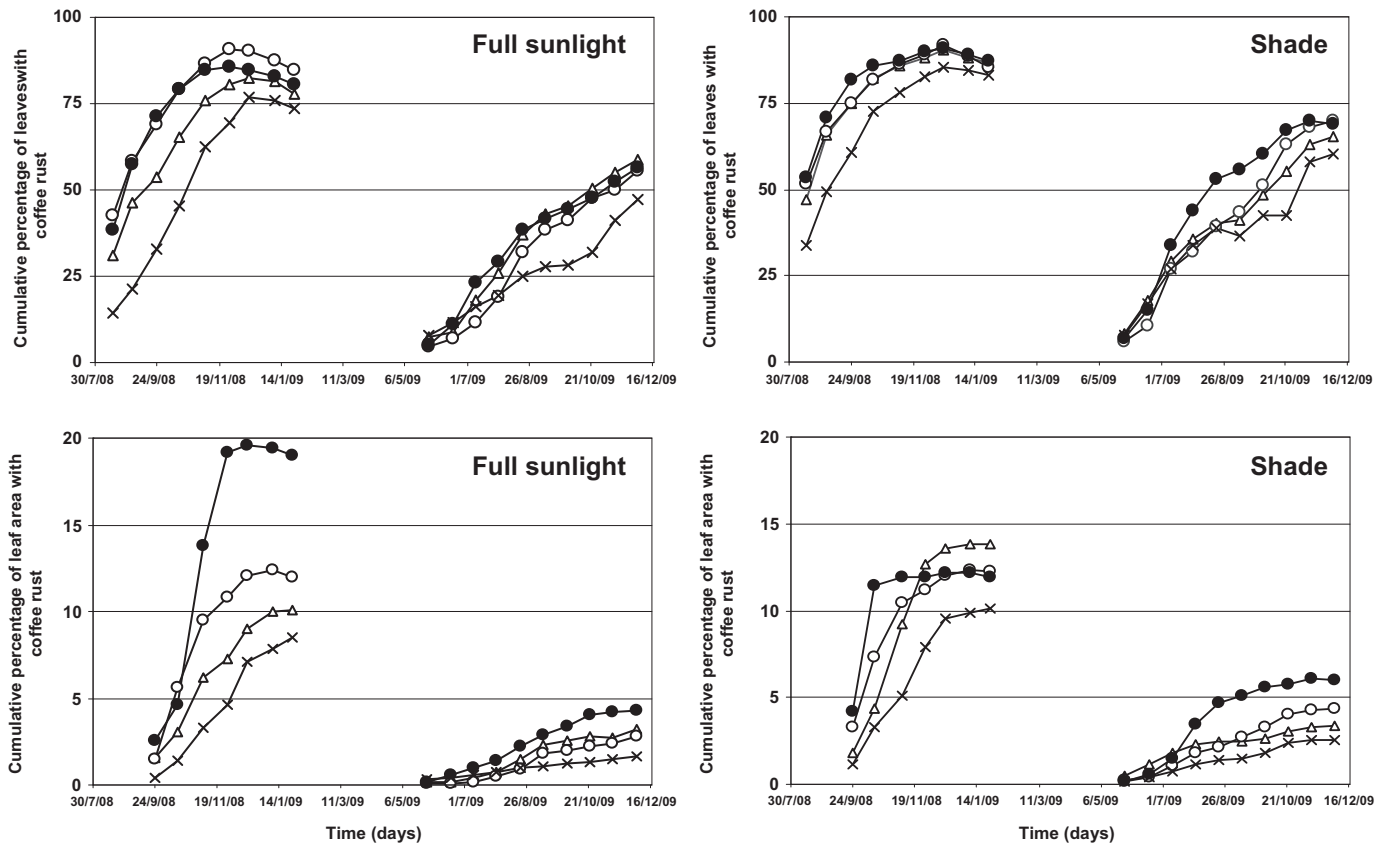 Cumulative percentage of leaveswith
coffee rust
100
75
50
25
0
Full sunlight
30/7/08 24/9/08 19/11/08 14/1/09 11/3/09 6/5/09 1/7/09 26/8/09 21/10/09 16/12/09
Cumulative percentage of leaves with
coffee rust
100
75
50
25
0
Shade
30/7/08 24/9/08 19/11/08 14/1/09 11/3/09 6/5/09 1/7/09 26/8/09 21/10/09 16/12/09
Cumulative percentage of leaf area with
coffee rust
20
15
10
5
0
Full sunlight
30/7/08 24/9/08 19/11/08 14/1/09 11/3/09 6/5/09 1/7/09 26/8/09 21/10/09 16/12/09
Time (days)
Cumulative percentage of leaf area with
coffee rust
20
15
10
5
0
Shade
30/7/08 24/9/08 19/11/08 14/1/09 11/3/09 6/5/09 1/7/09 26/8/09 21/10/09 16/12/09
Time (days)